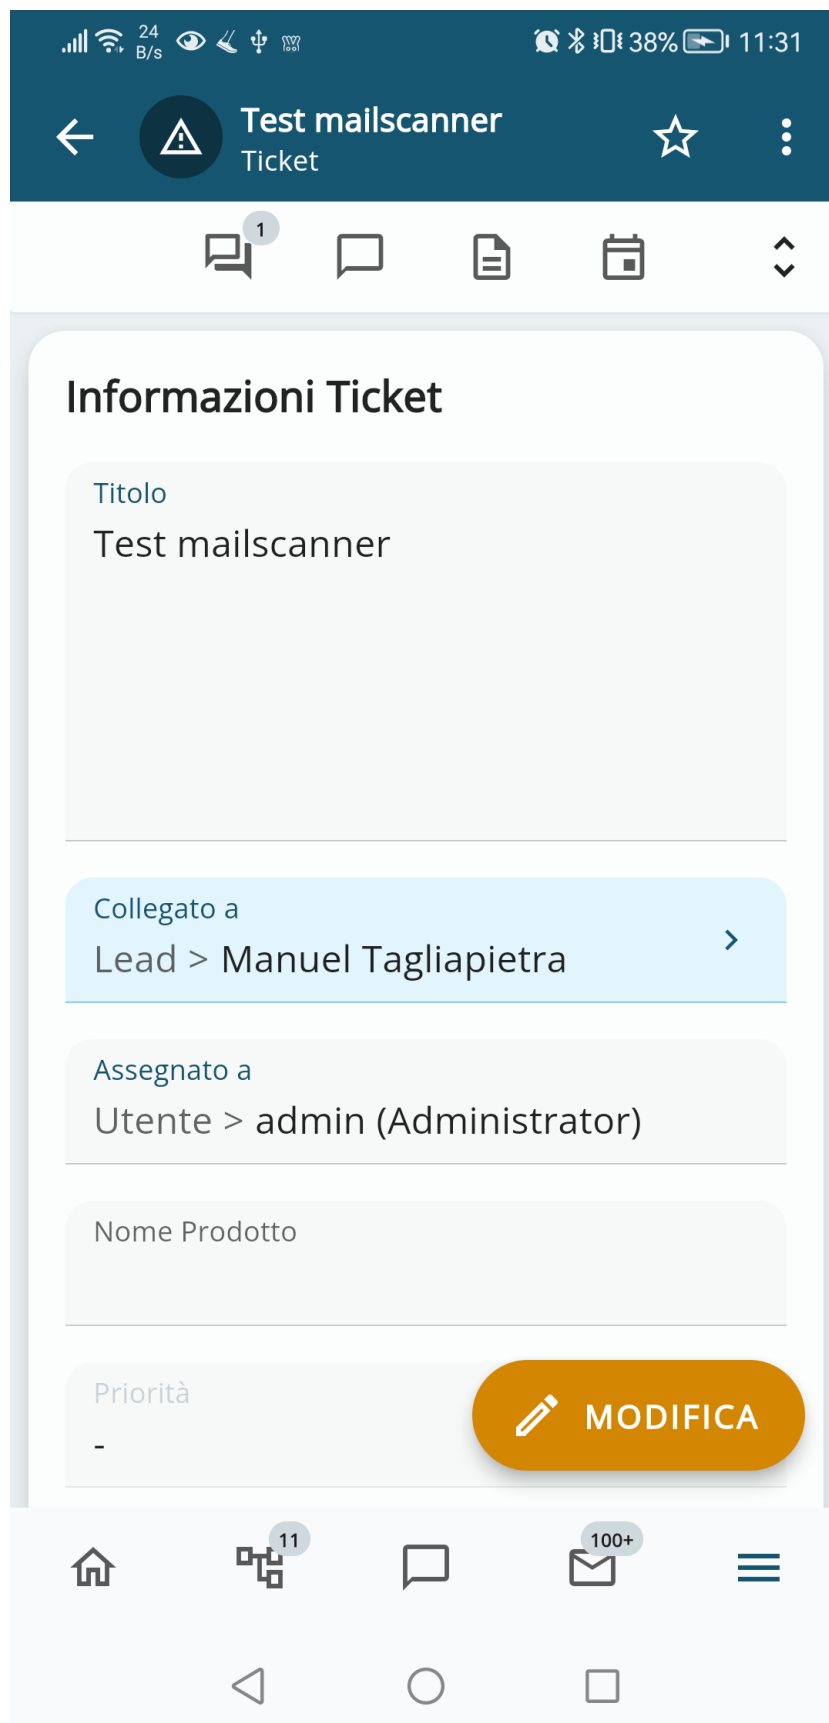 24
B/s
38%
11:31
Test mailscanner
Ticket
1
Informazioni Ticket
Titolo
Test mailscanner
Collegato a
Lead > Manuel Tagliapietra
Assegnato a
Utente > admin (Administrator)
Nome Prodotto
Priorità
-
MODIFICA
11
100+